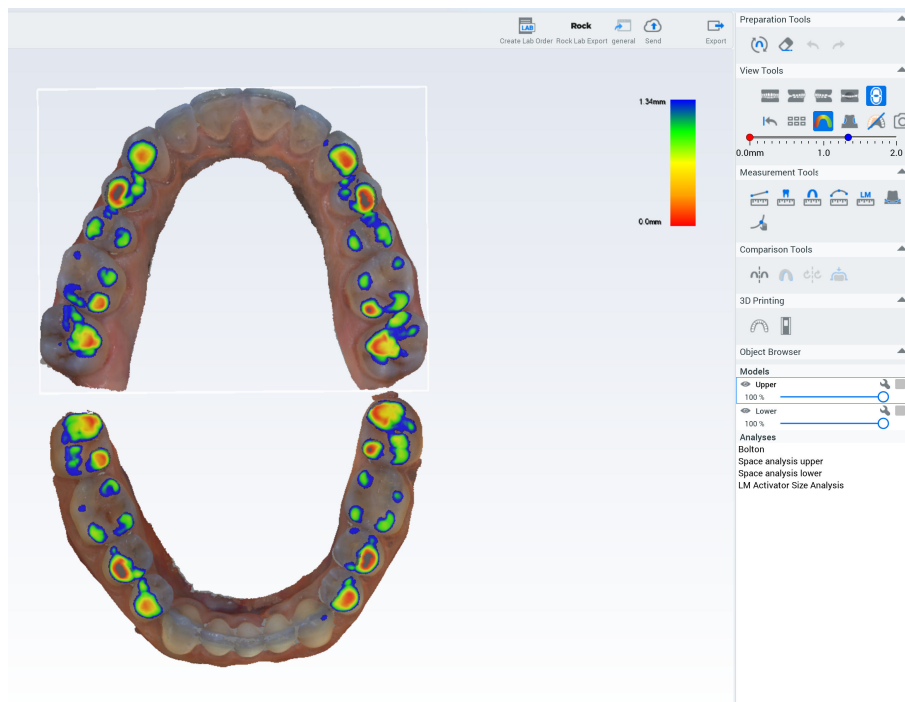 LAB
Rock
Create Lab Order Rock Lab Export general Send Export
1.34mm
0.0mm
Preparation Tools
View Tools
0.0mm 1.0 2.0
Measurement Tools
LM
Comparison Tools
3D Printing
Object Browser
Models
Upper
100 %
Lower
100 %
Analyses
Bolton
Space analysis upper
Space analysis lower
LM Activator Size Analysis